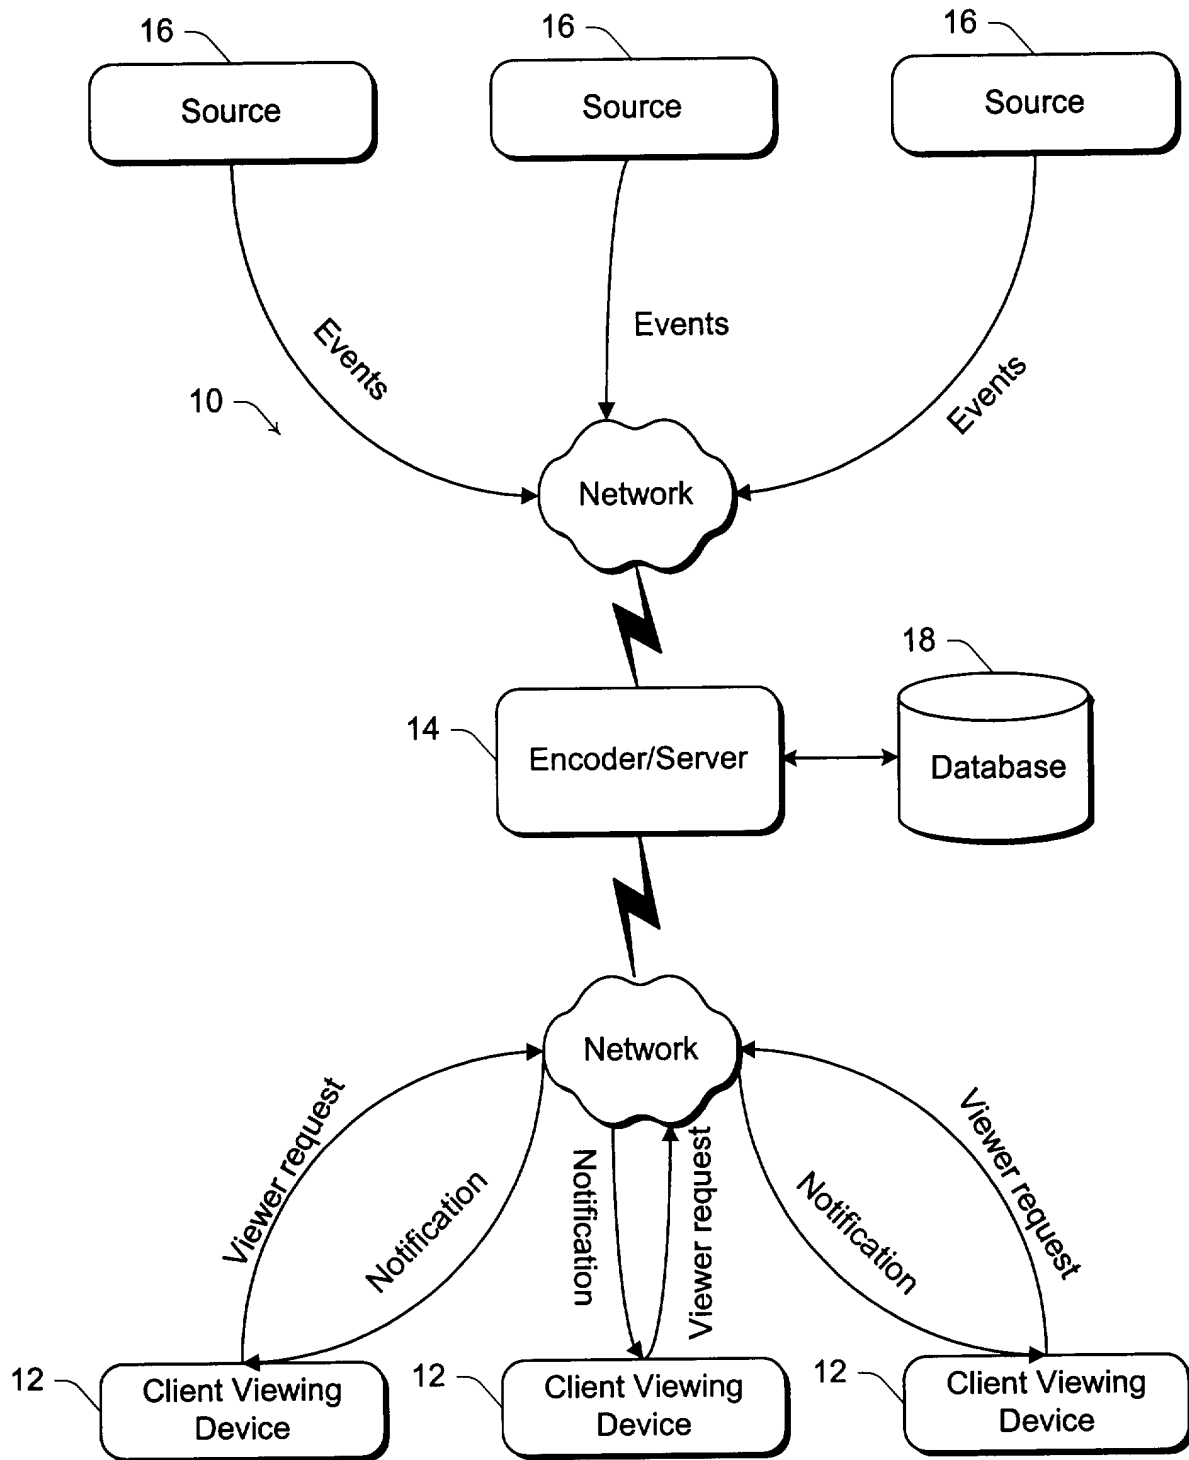 16
16
16
Source
Source
Source
Events
Events
Events
10
Network
18
14
Encoder/Server
Database
Network
Viewer request
Notification
Notification
Viewer request
Notification
Viewer request
12
Client Viewing
Device
12
Client Viewing
Device
12
Client Viewing
Device